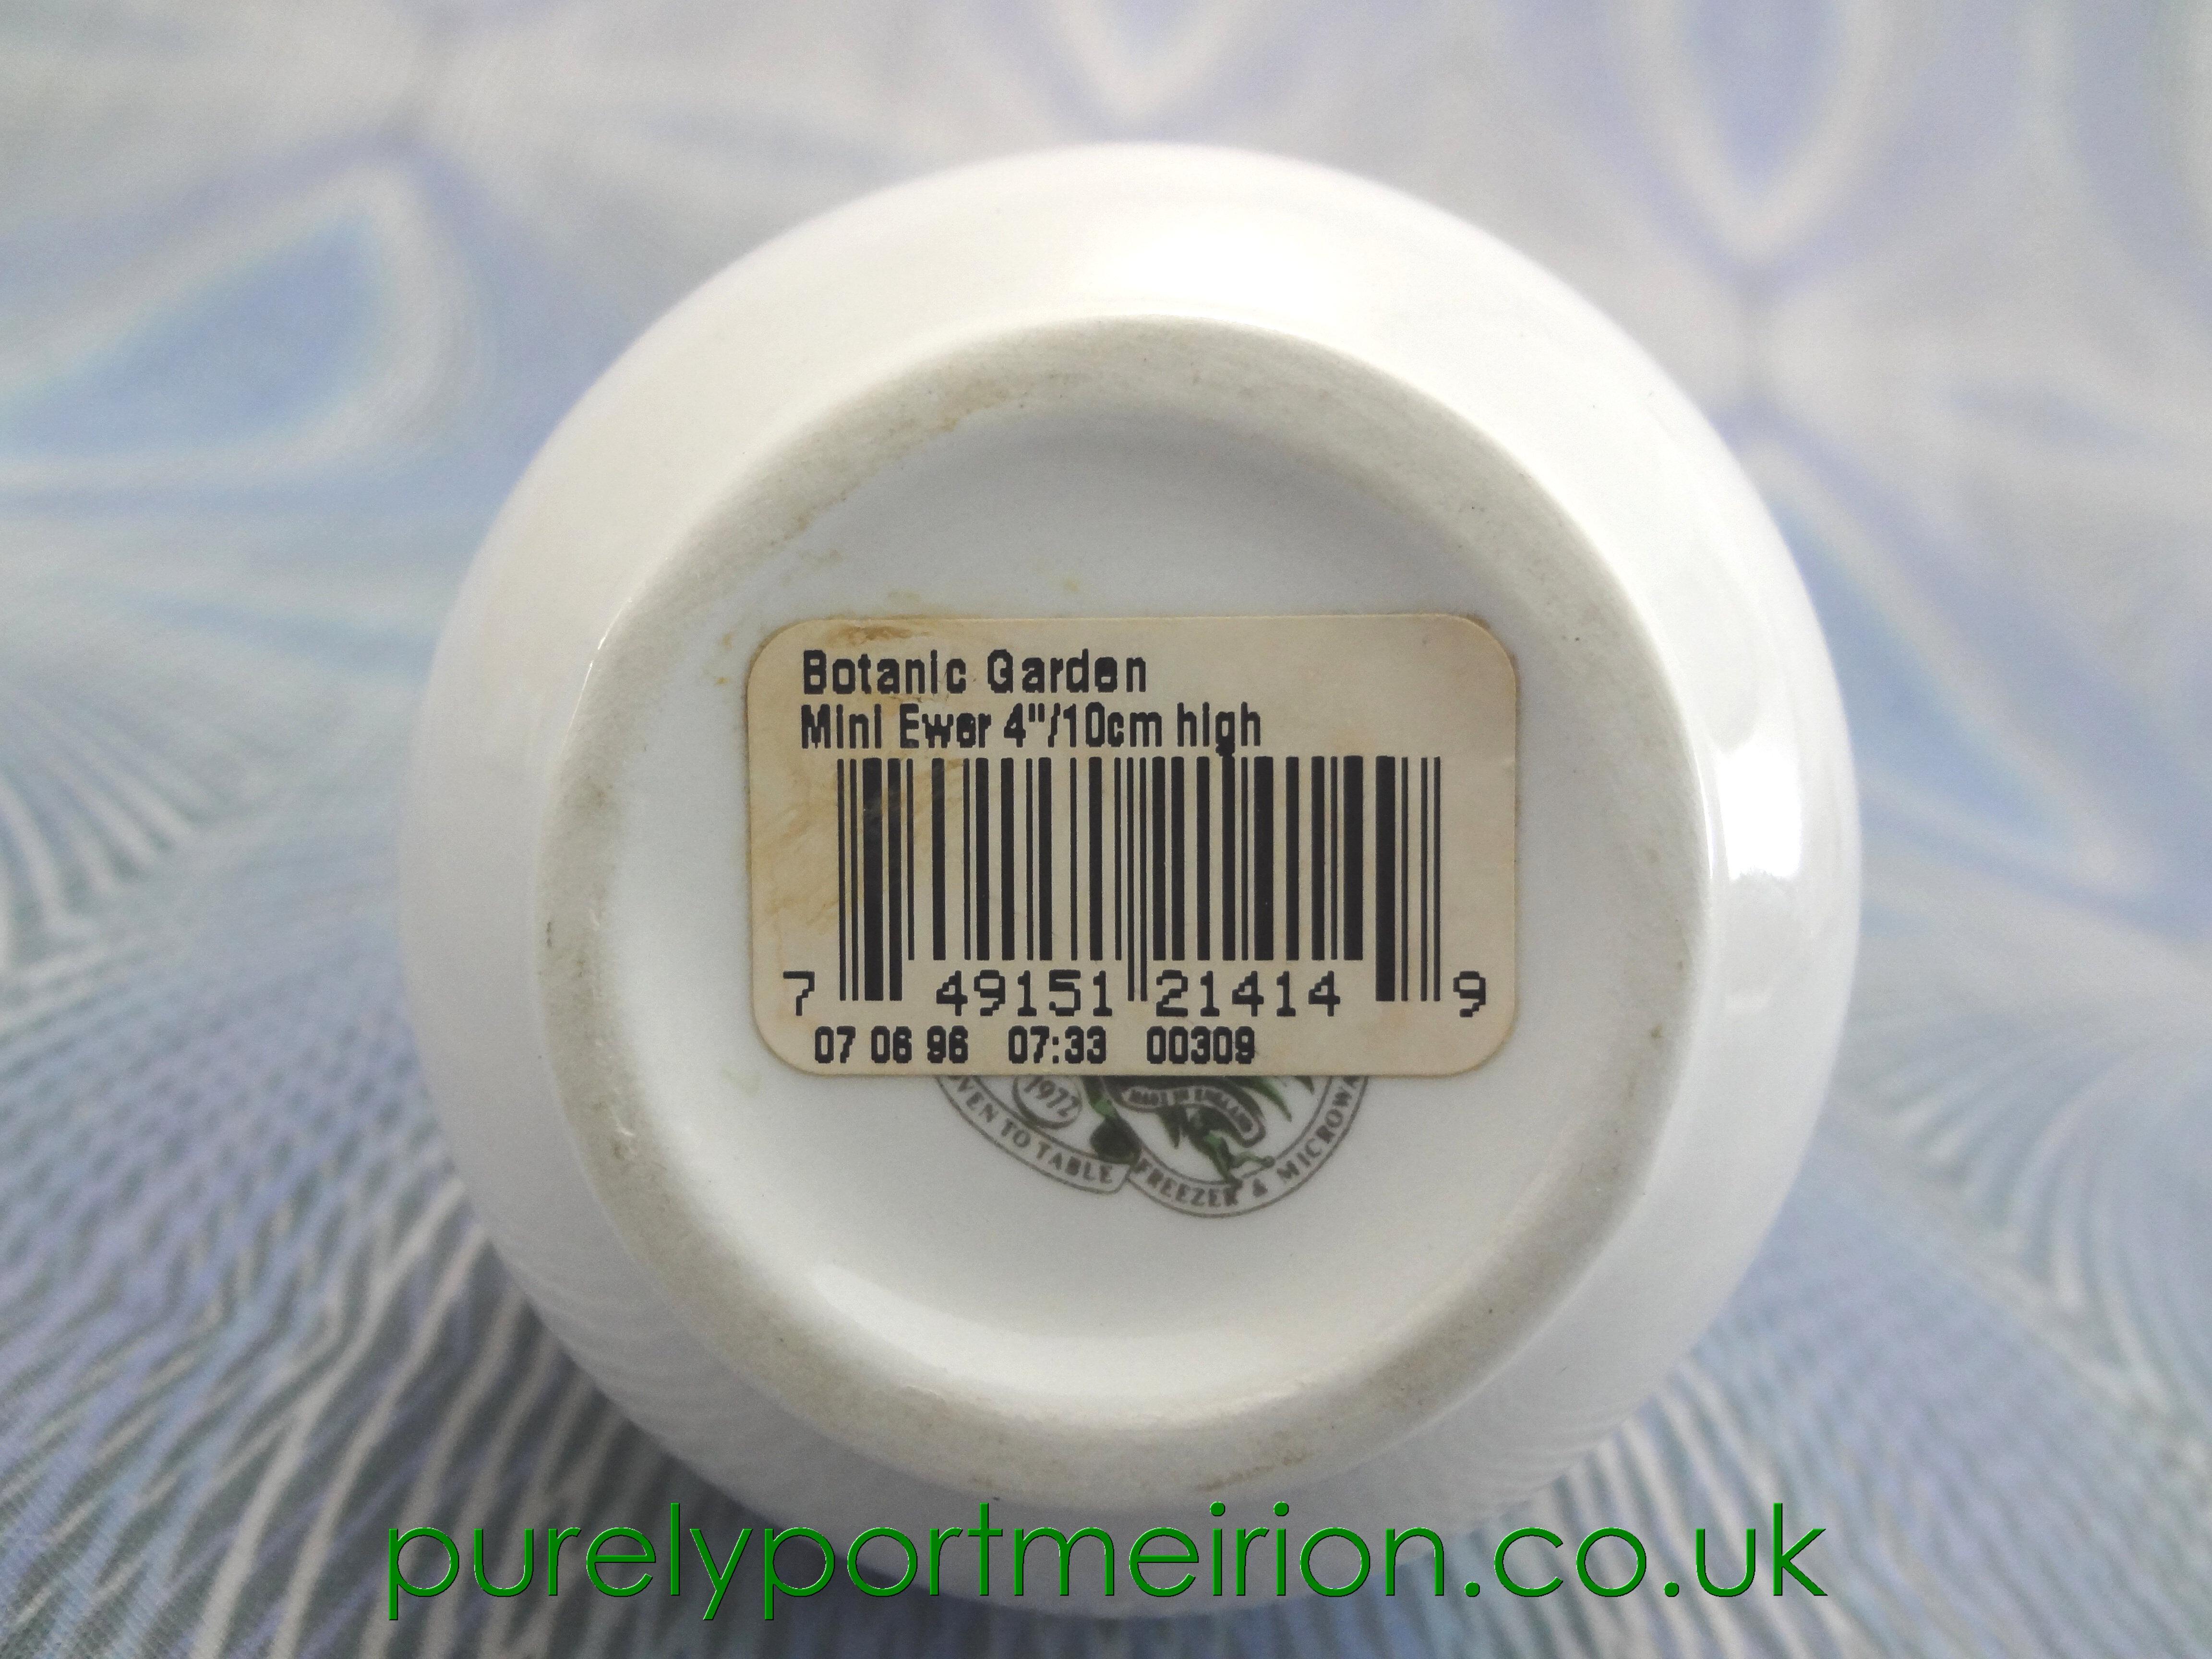 Botanic Garden
Mini Ewer 4"/10cm high
7 49151 21414 9
07 06 96 07:33 00309
1972
MADE IN ENGLAND
VEN TO TABLE FREEZER & MICROWA
purelyportmeirion.co.uk